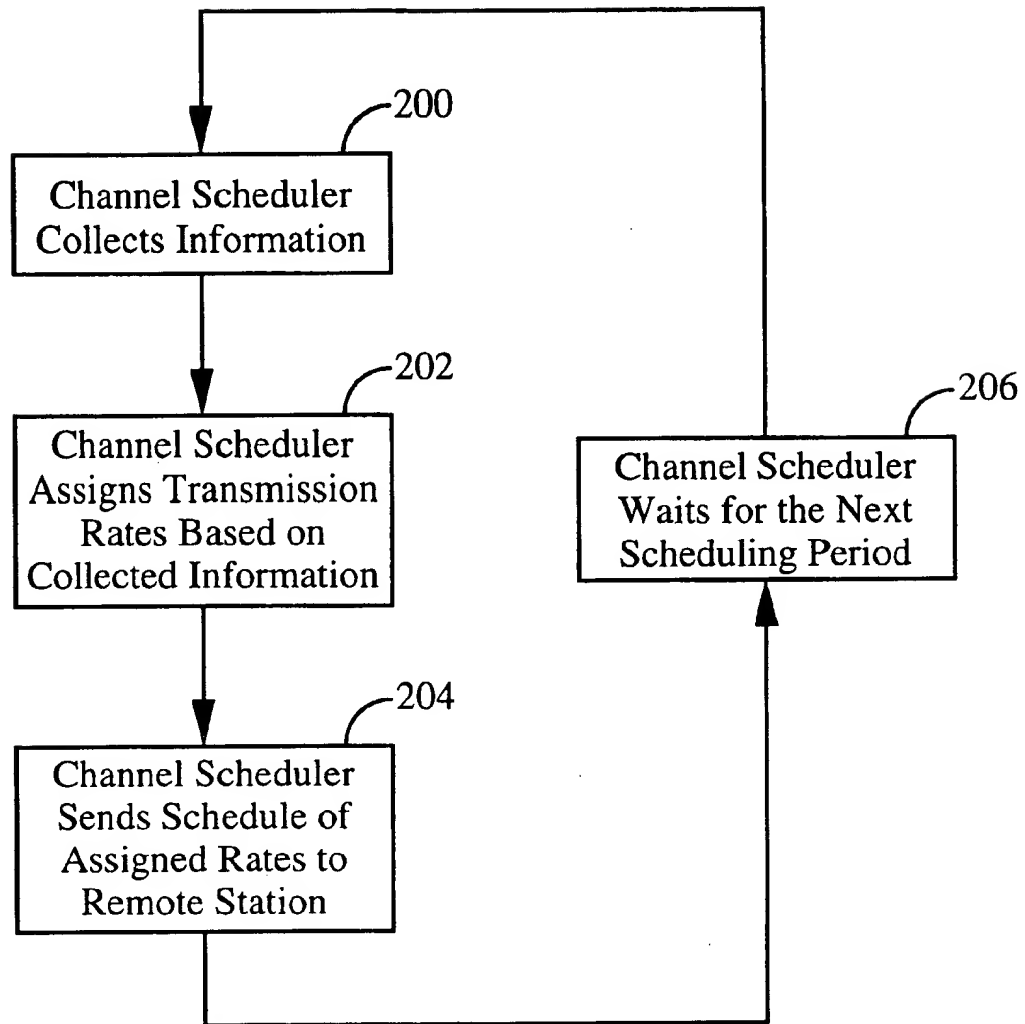 200
Channel Scheduler
Collects Information
202
Channel Scheduler
Assigns Transmission
Rates Based on
Collected Information
206
Channel Scheduler
Waits for the Next
Scheduling Period
204
Channel Scheduler
Sends Schedule of
Assigned Rates to
Remote Station